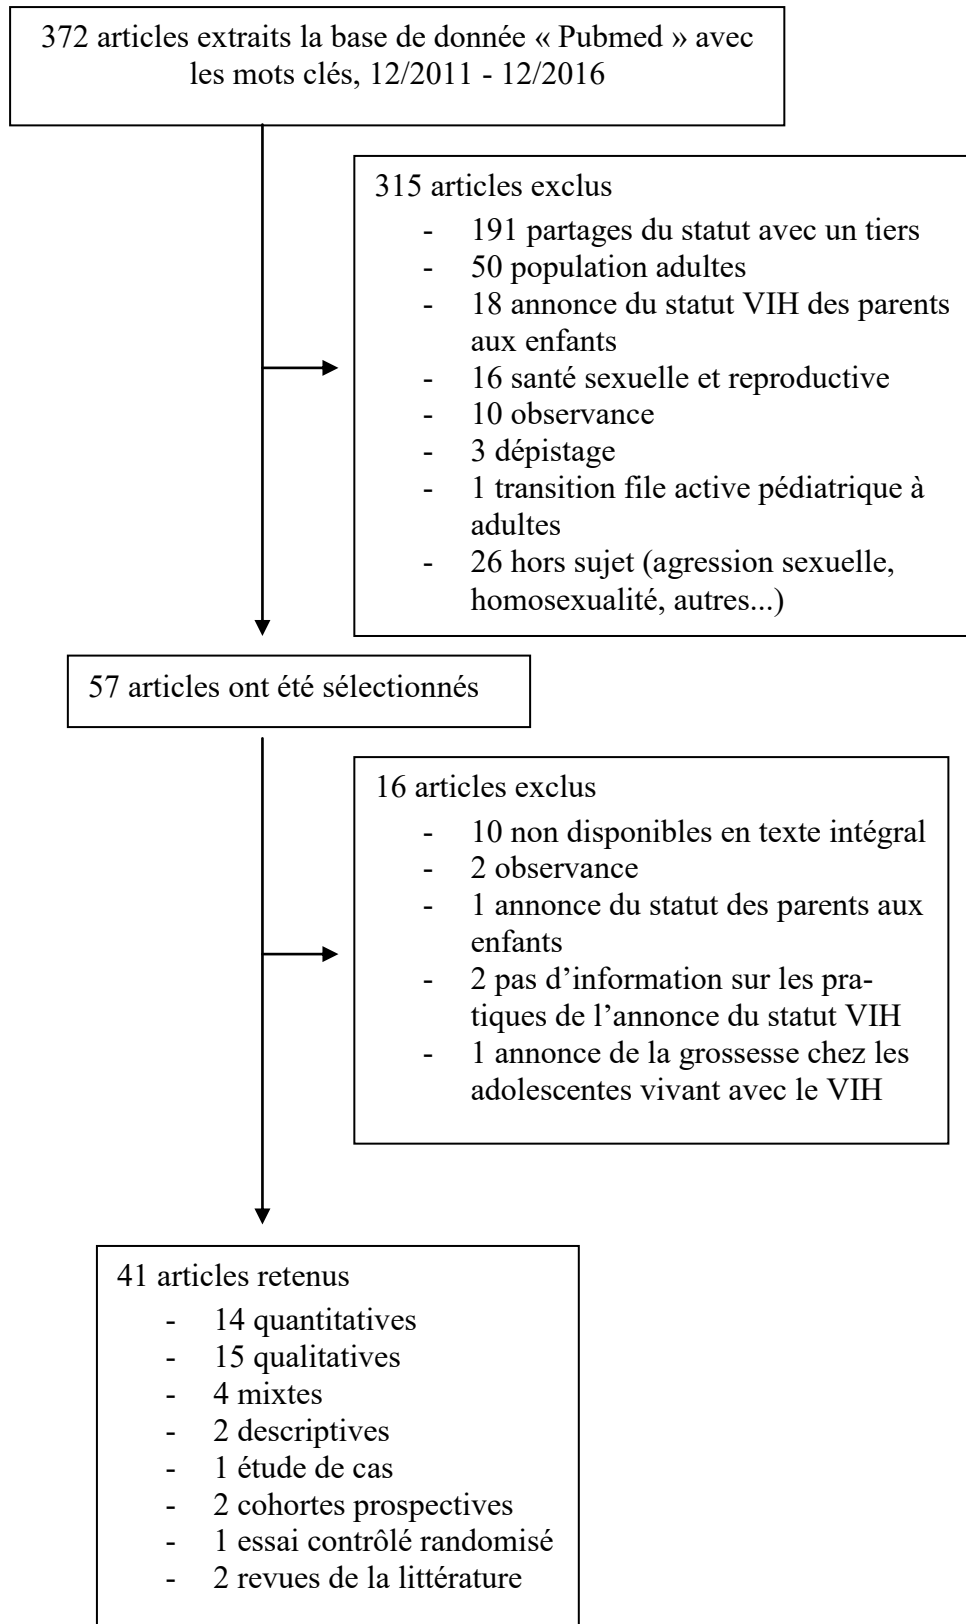 372 articles extraits la base de donnée « Pubmed » avec
les mots clés, 12/2011 - 12/2016
315 articles exclus
- 191 partages du statut avec un tiers
- 50 population adultes
- 18 annonce du statut VIH des parents
aux enfants
- 16 santé sexuelle et reproductive
- 10 observance
- 3 dépistage
- 1 transition file active pédiatrique à
adultes
- 26 hors sujet (agression sexuelle,
homosexualité, autres...)
57 articles ont été sélectionnés
16 articles exclus
- 10 non disponibles en texte intégral
- 2 observance
- 1 annonce du statut des parents aux
enfants
- 2 pas d’information sur les pra-
tiques de l’annonce du statut VIH
- 1 annonce de la grossesse chez les
adolescentes vivant avec le VIH
41 articles retenus
- 14 quantitatives
- 15 qualitatives
- 4 mixtes
- 2 descriptives
- 1 étude de cas
- 2 cohortes prospectives
- 1 essai contrôlé randomisé
- 2 revues de la littérature